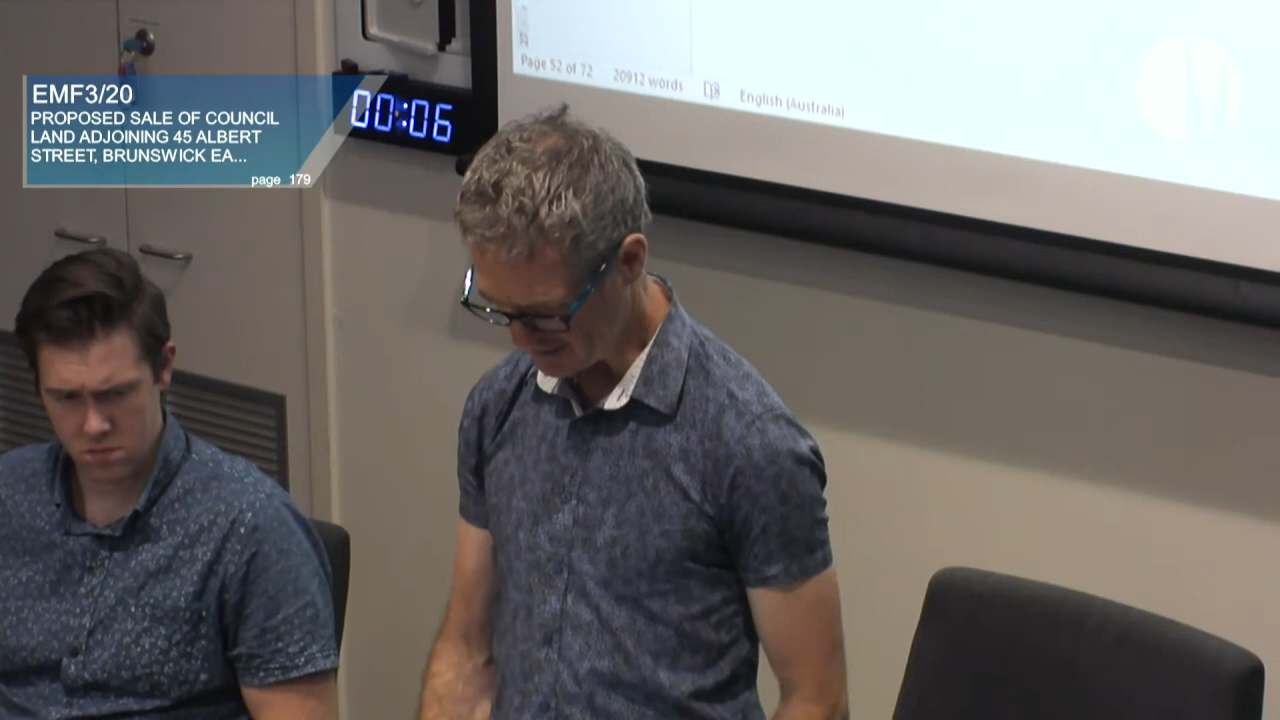 EMF3/20
PROPOSED SALE OF COUNCIL
LAND ADJOINING 45 ALBERT
STREET, BRUNSWICK EA...
page 179
00:06
Page 52 of 72 20912 words English (Australia)